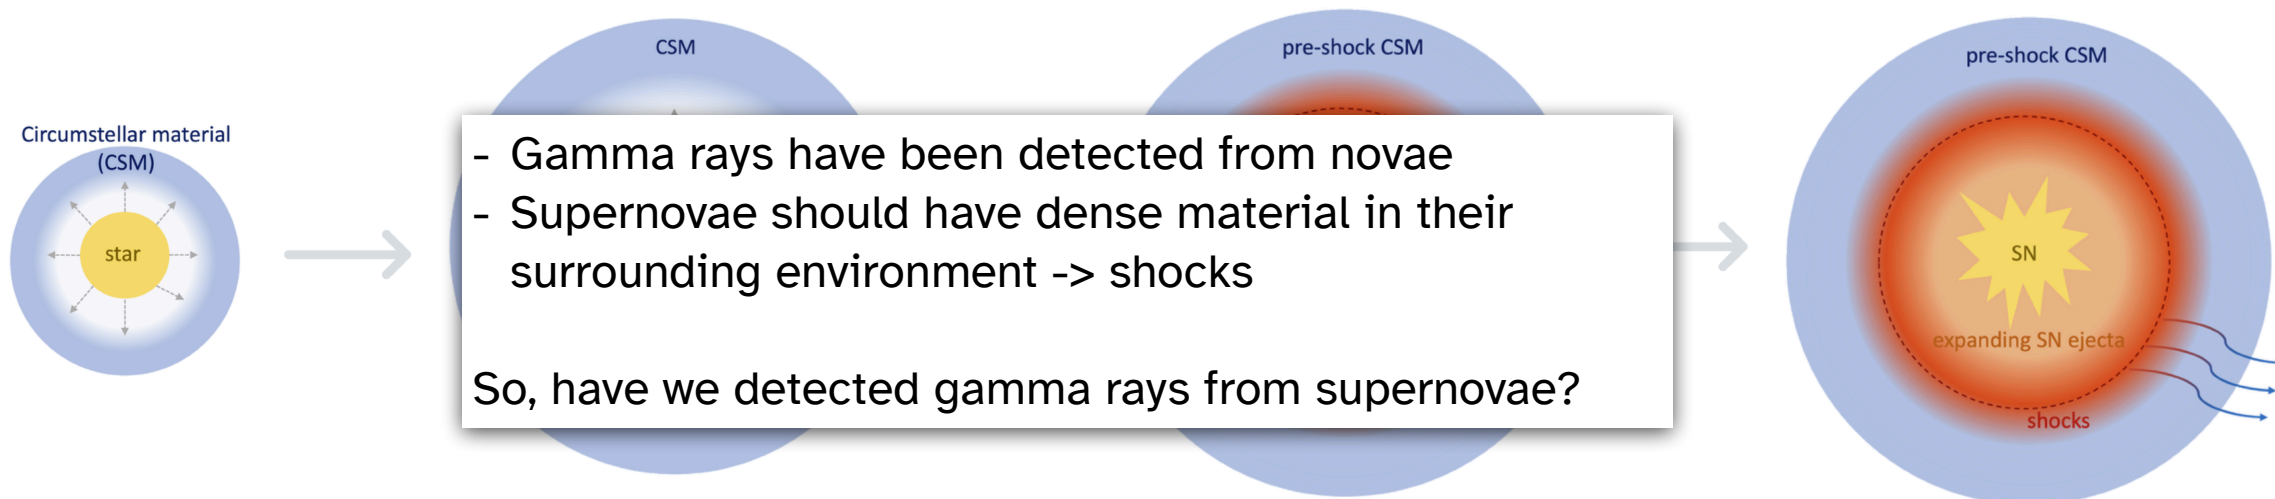 Circumstellar material
(CSM)
star
CSM
- Gamma rays have been detected from novae
- Supernovae should have dense material in their
surrounding environment -> shocks
So, have we detected gamma rays from supernovae?
pre-shock CSM
pre-shock CSM
SN
expanding SN ejecta
shocks